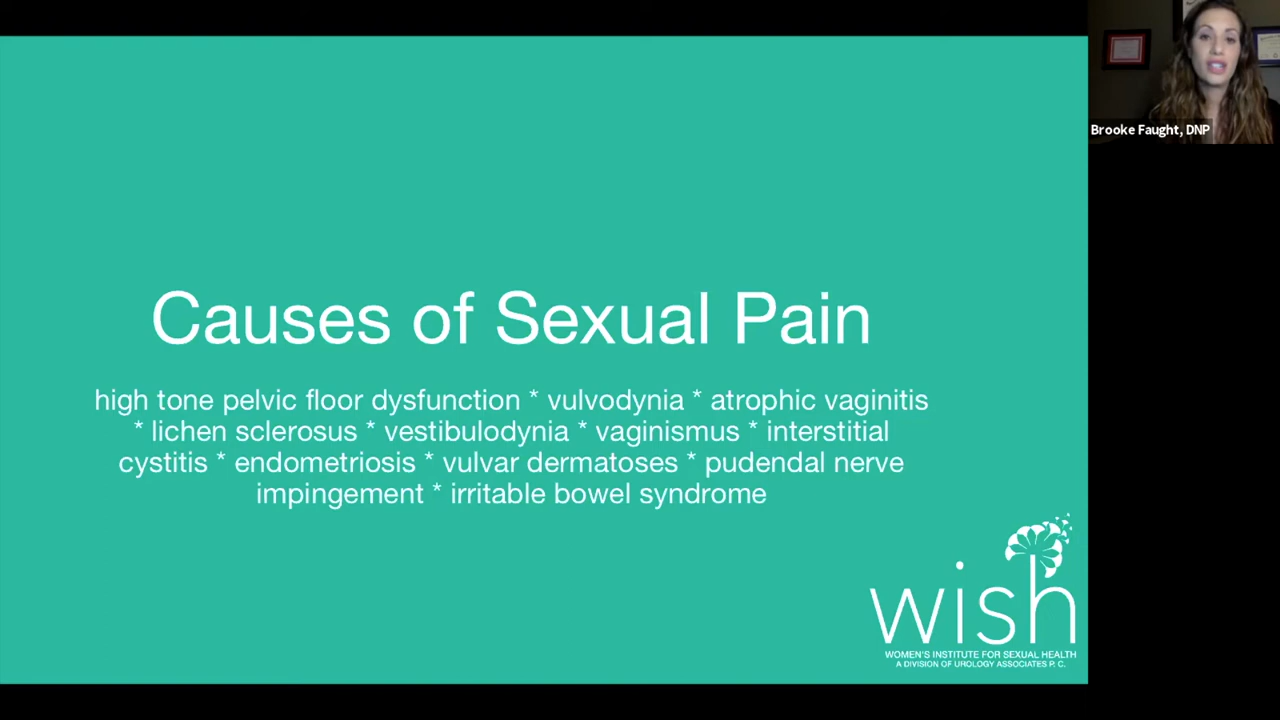 Causes of Sexual Pain
high tone pelvic floor dysfunction * vulvodynia * atrophic vaginitis
* lichen sclerosus * vestibulodynia * vaginismus * interstitial
cystitis * endometriosis * vulvar dermatoses * pudendal nerve
impingement * irritable bowel syndrome
wish
WOMEN'S INSTITUTE FOR SEXUAL HEALTH
A DIVISION OF UROLOGY ASSOCIATES P. C.
Brooke Faught, DNP